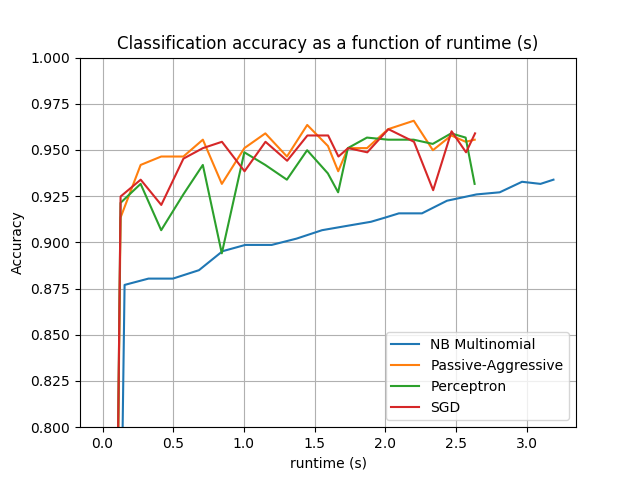 Classification accuracy as a function of runtime (s)
1.000
0.975
0.950
0.925
0.900
0.875
0.850
0.825
0.800
Accuracy
NB Multinomial
Passive-Aggressive
Perceptron
SGD
0.0 0.5 1.0 1.5 2.0 2.5 3.0
runtime (s)